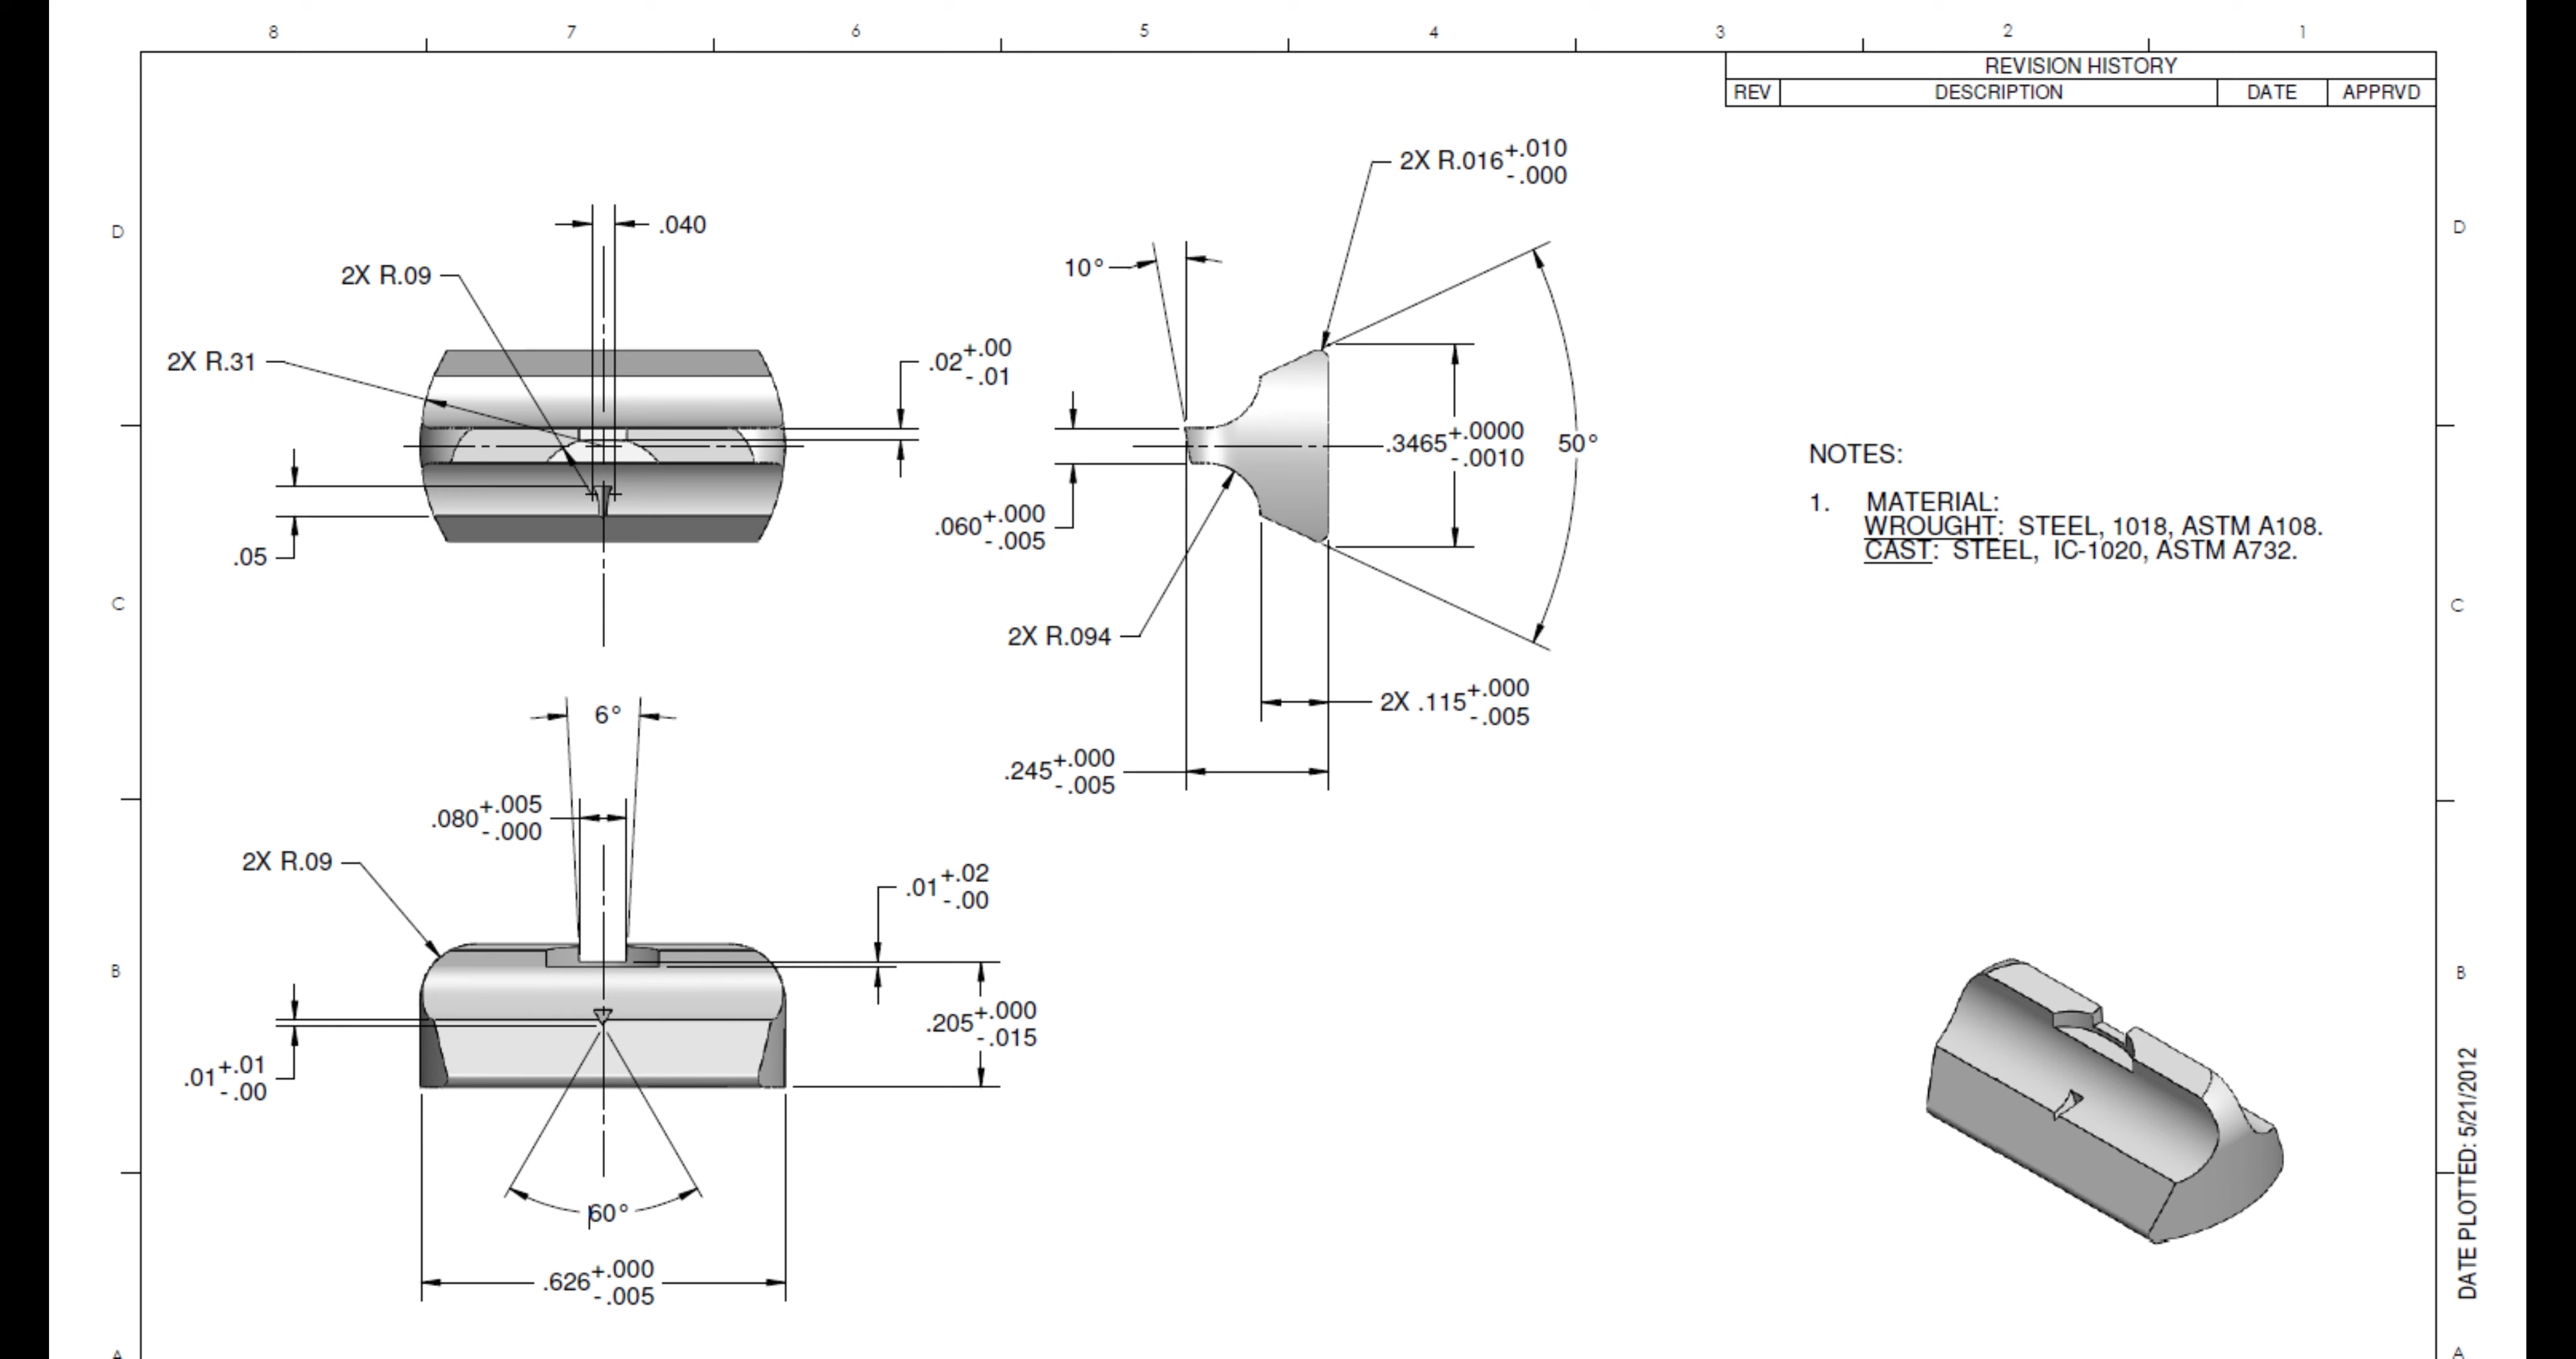 8 7 6 5 4 3 2 1
REVISION HISTORY
REV DESCRIPTION DATE APPRVD
D
D
.040
2X R.09
2X R.31
.02 +.00 -.01
.05
2X R.016 +.010 -.000
10°
.3465 +.0000 -.0010
50°
.060 +.000 -.005
2X R.094
2X .115 +.000 -.005
.245 +.000 -.005
NOTES:
1. MATERIAL:
WROUGHT: STEEL, 1018, ASTM A108.
CAST: STEEL, IC-1020, ASTM A732.
C
C
6°
.080 +.005 -.000
2X R.09
.01 +.02 -.00
.205 +.000 -.015
.01 +.01 -.00
60°
.626 +.000 -.005
B
B
DATE PLOTTED: 5/21/2012
A
A